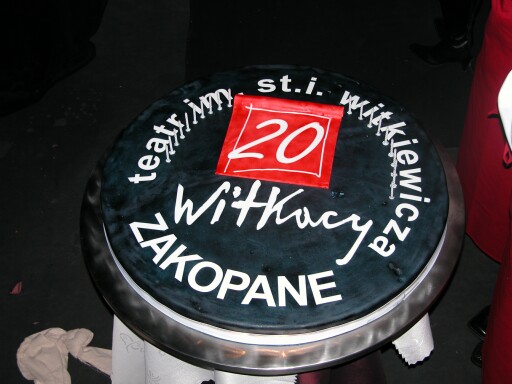 teatr im. st.i. witkiewicza
20
Witkacy
ZAKOPANE